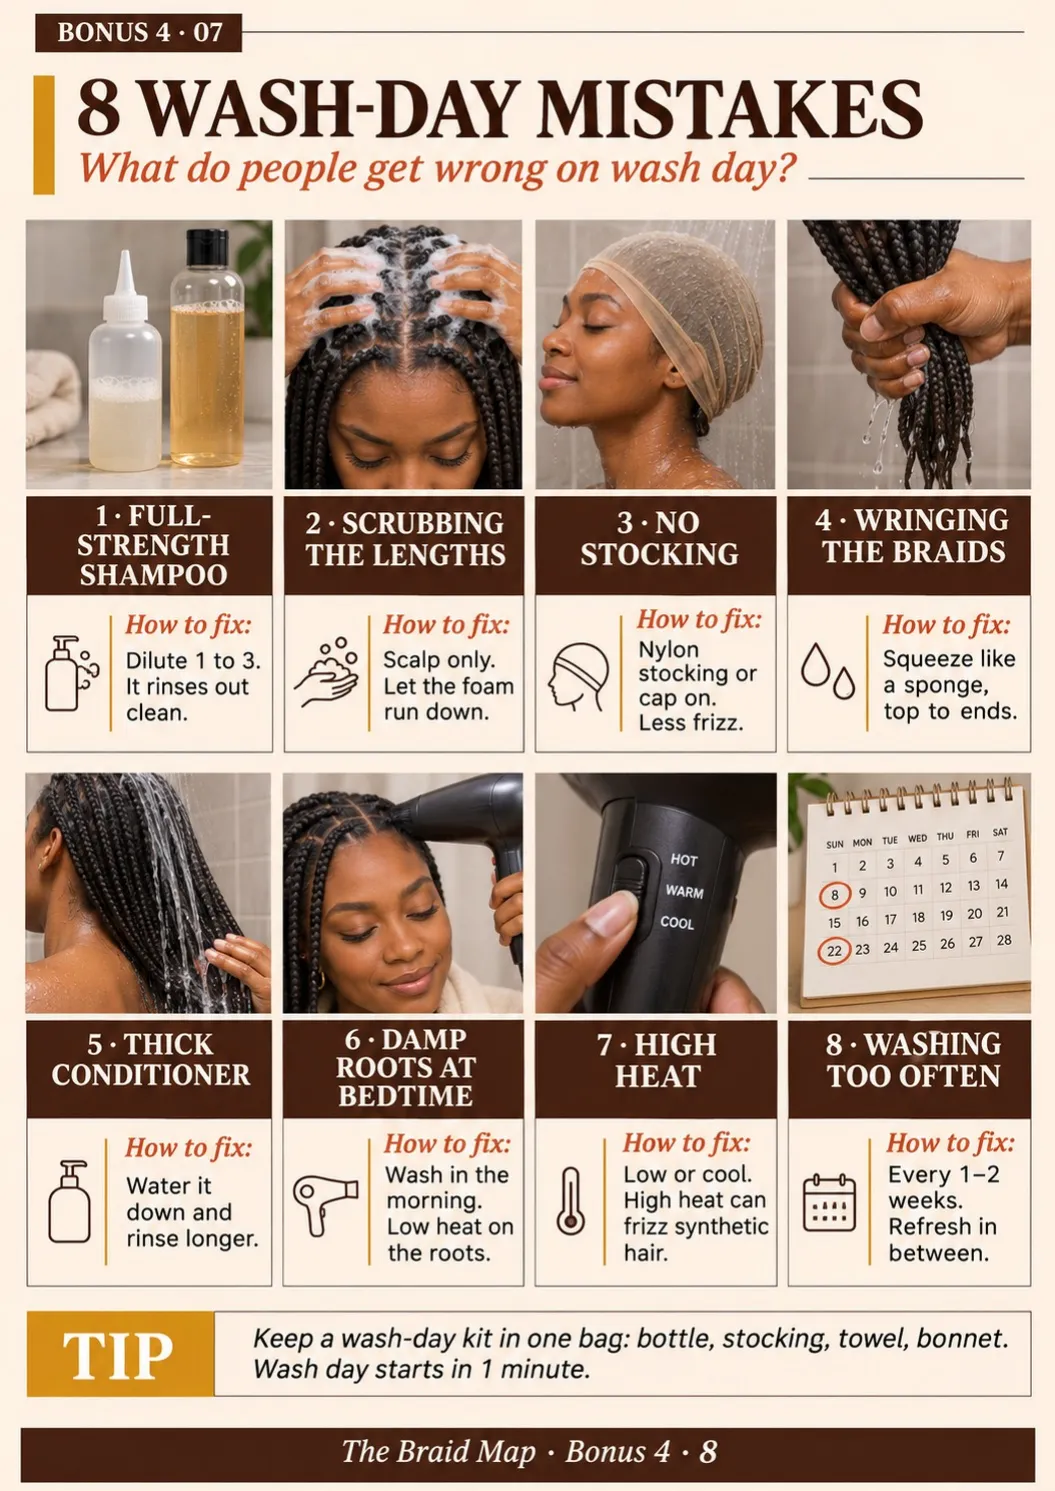 BONUS 4 · 07
8 WASH-DAY MISTAKES
What do people get wrong on wash day?
1 · FULL-
STRENGTH
SHAMPOO
How to fix:
Dilute 1 to 3.
It rinses out
clean.
2 · SCRUBBING
THE LENGTHS
How to fix:
Scalp only.
Let the foam
run down.
3 · NO
STOCKING
How to fix:
Nylon
stocking or
cap on.
Less frizz.
4 · WRINGING
THE BRAIDS
How to fix:
Squeeze like
a sponge,
top to ends.
5 · THICK
CONDITIONER
How to fix:
Water it
down and
rinse longer.
6 · DAMP
ROOTS AT
BEDTIME
How to fix:
Wash in the
morning.
Low heat on
the roots.
HOT
WARM
COOL
7 · HIGH
HEAT
How to fix:
Low or cool.
High heat can
frizz synthetic
hair.
SUN MON TUE WED THU FRI SAT
1 2 3 4 5 6 7
8 9 10 11 12 13 14
15 16 17 18 19 20 21
22 23 24 25 26 27 28
8 · WASHING
TOO OFTEN
How to fix:
Every 1–2
weeks.
Refresh in
between.
TIP
Keep a wash-day kit in one bag: bottle, stocking, towel, bonnet.
Wash day starts in 1 minute.
The Braid Map · Bonus 4 · 8